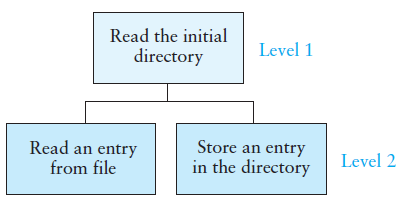 Read the initial
directory
Level 1
Read an entry
from file
Store an entry
in the directory
Level 2